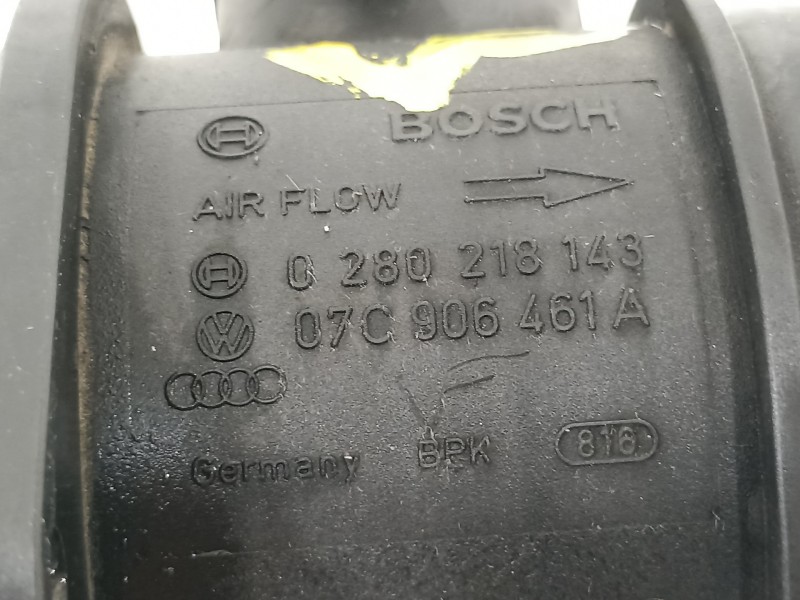 BOSCH
AIR FLOW
0 280 218 143
07C 906 461 A
Germany BPK 816